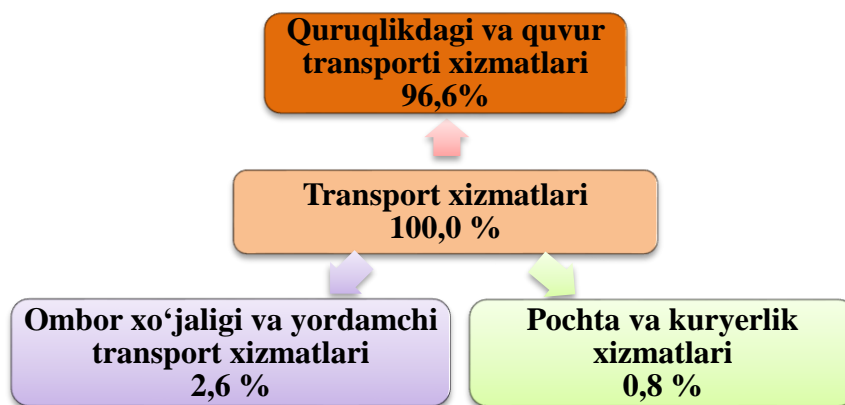 Quruqlikdagi va quvur
transporti xizmatlari
96,6%
Transport xizmatlari
100,0 %
Ombor xo‘jaligi va yordamchi
transport xizmatlari
2,6 %
Pochta va kuryerlik
xizmatlari
0,8 %